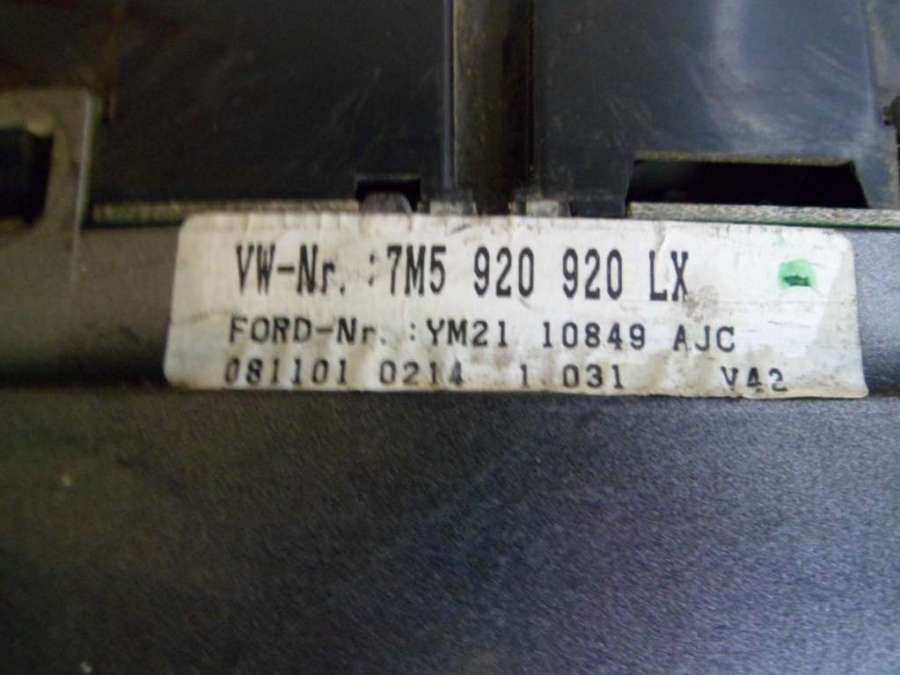 VW-Nr. :7M5 920 920 LX
FORD-Nr. :YM21 10849 AJC
081101 0214 1.031 V42